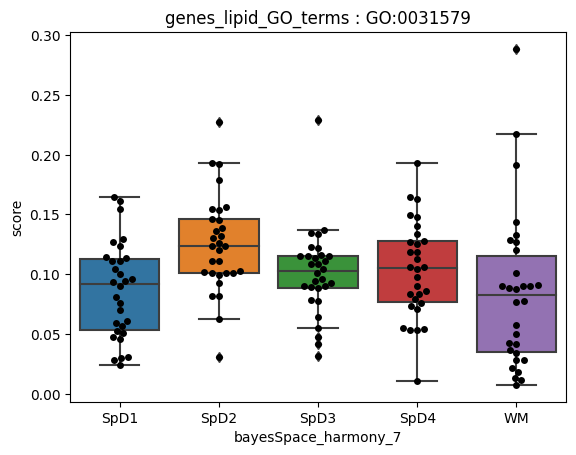 genes_lipid_GO_terms : GO:0031579
0.30
0.25
0.20
0.15
0.10
0.05
0.00
score
SpD1 SpD2 SpD3 SpD4 WM
bayesSpace_harmony_7